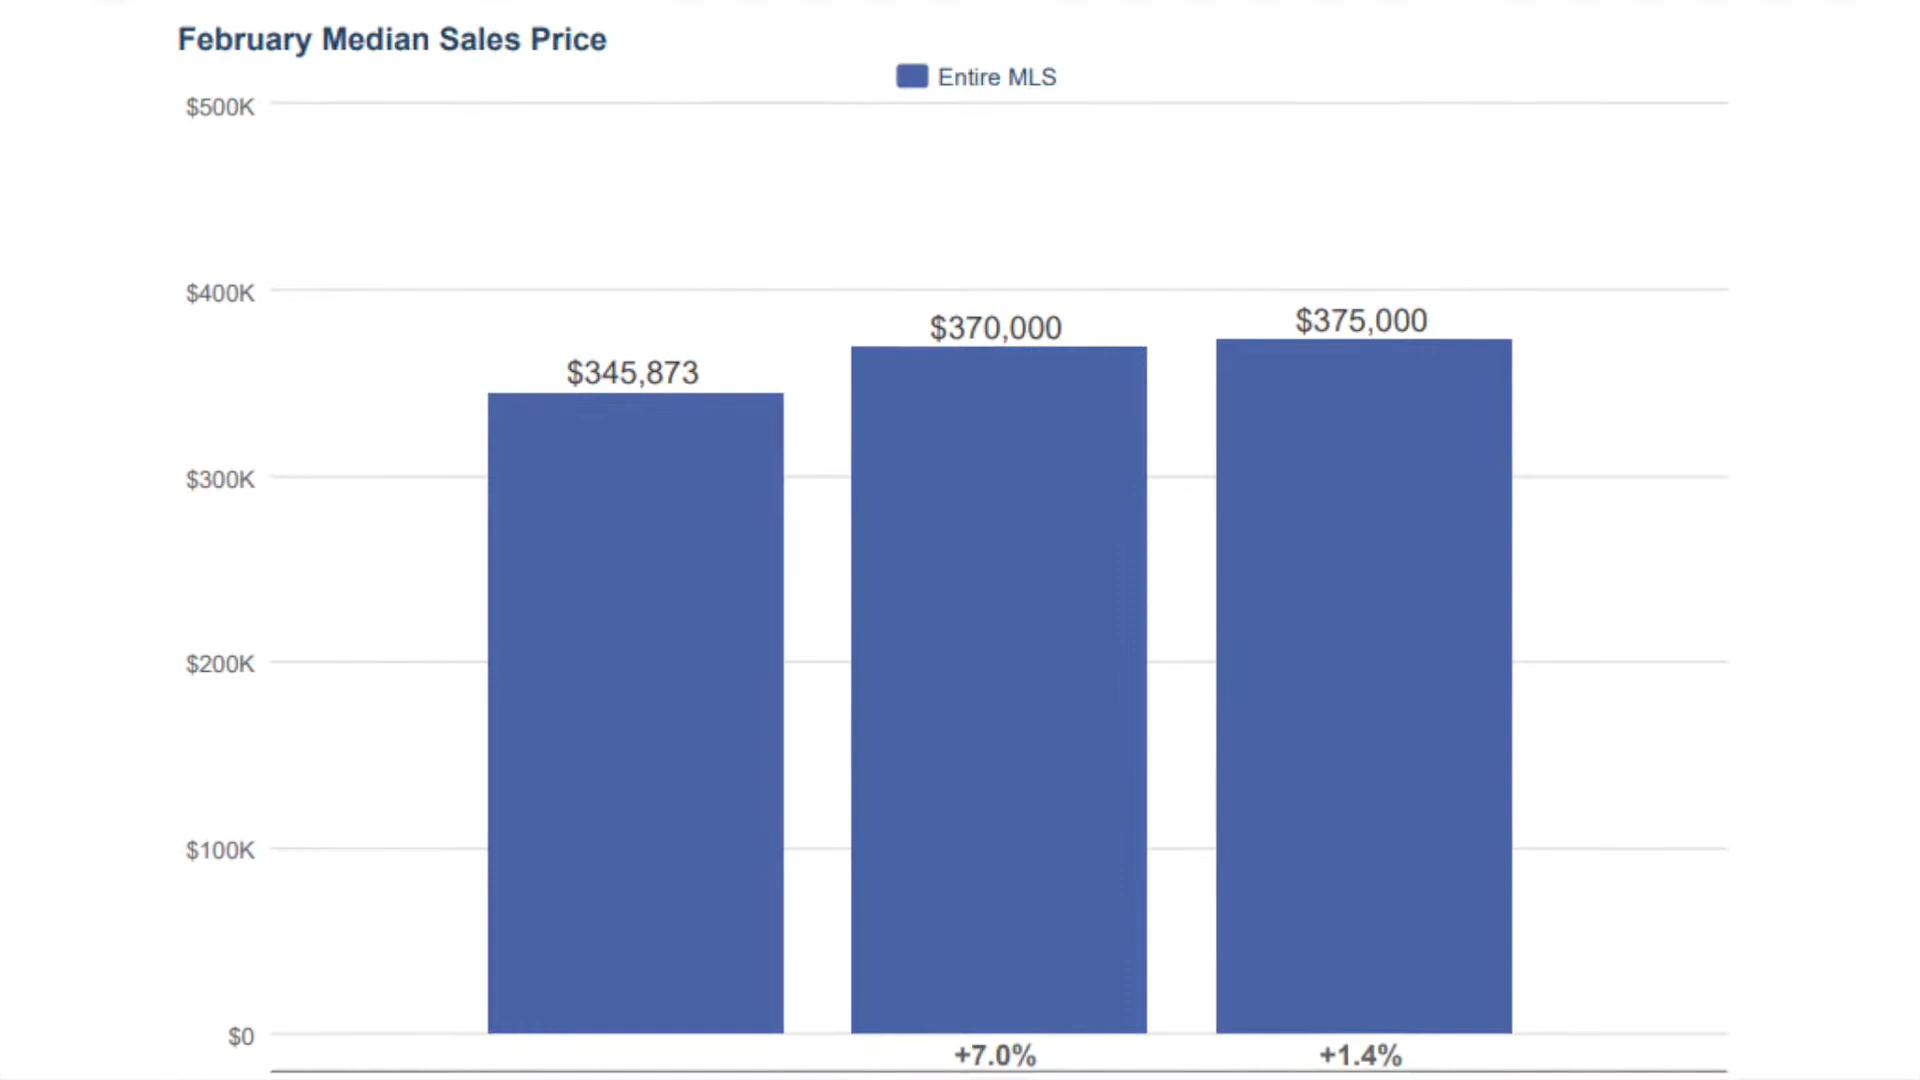 February Median Sales Price
Entire MLS
$500K
$400K
$375,000
$370,000
$345,873
$300K
$200K
$100K
$0
+7.0% +1.4%